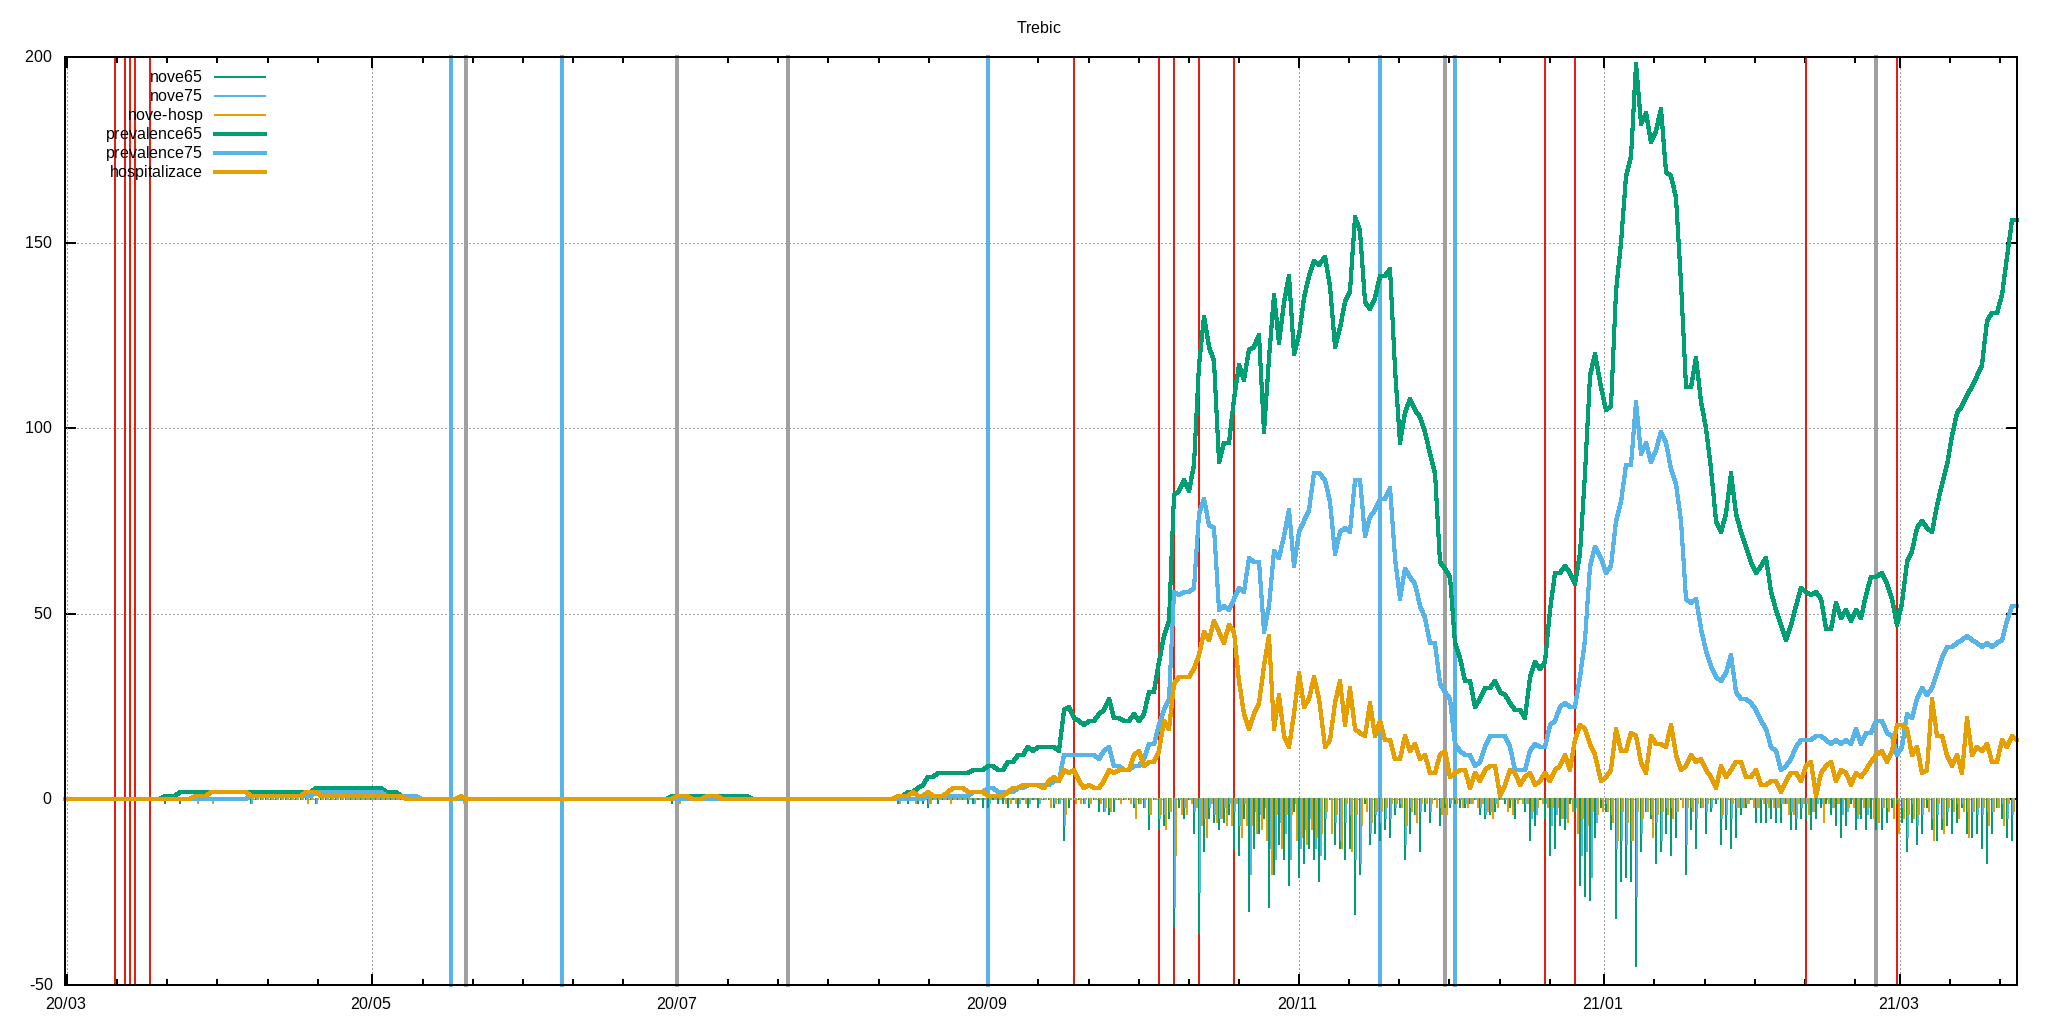 Trebic
200
nove65
nove75
nove-hosp
prevalence65
prevalence75
hospitalizace
150
100
50
0
-50
20/03 20/05 20/07 20/09 20/11 21/01 21/03